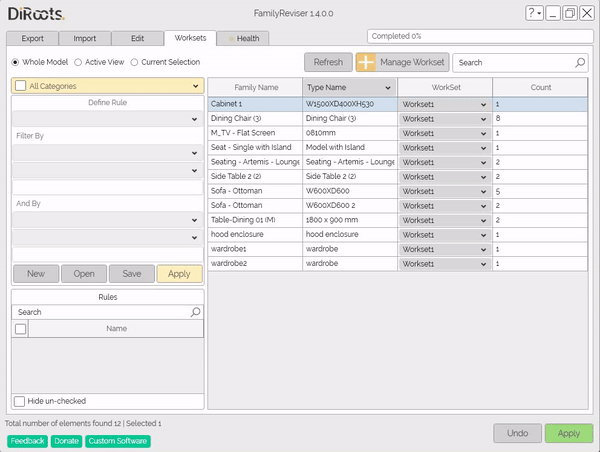 DiRoots.
FamilyReviser 1.4.0.0
?
Export Import Edit Worksets Health
Completed 0%
Whole Model Active View Current Selection
Refresh Manage Workset Search
All Categories
Define Rule
Filter By
And By
New Open Save Apply
Rules
Search
Name
Hide un-checked
Family Name Type Name WorkSet Count
Cabinet 1 W1500XD400XH530 Workset1 1
Dining Chair (3) Dining Chair (3) Workset1 8
M_TV - Flat Screen 0810mm Workset1 1
Seat - Single with Island Model with Island Workset1 1
Seating - Artemis - Lounge Seating - Artemis - Lounge Workset1 2
Side Table 2 (2) Side Table 2 (2) Workset1 2
Sofa - Ottoman W600XD600 Workset1 5
Sofa - Ottoman W600XD600 2 Workset1 2
Table-Dining 01 (M) 1800 x 900 mm Workset1 2
hood enclosure hood enclosure Workset1 1
wardrobe1 wardrobe Workset1 1
wardrobe2 wardrobe Workset1 1
Total number of elements found 12 | Selected 1
Feedback Donate Custom Software
Undo Apply